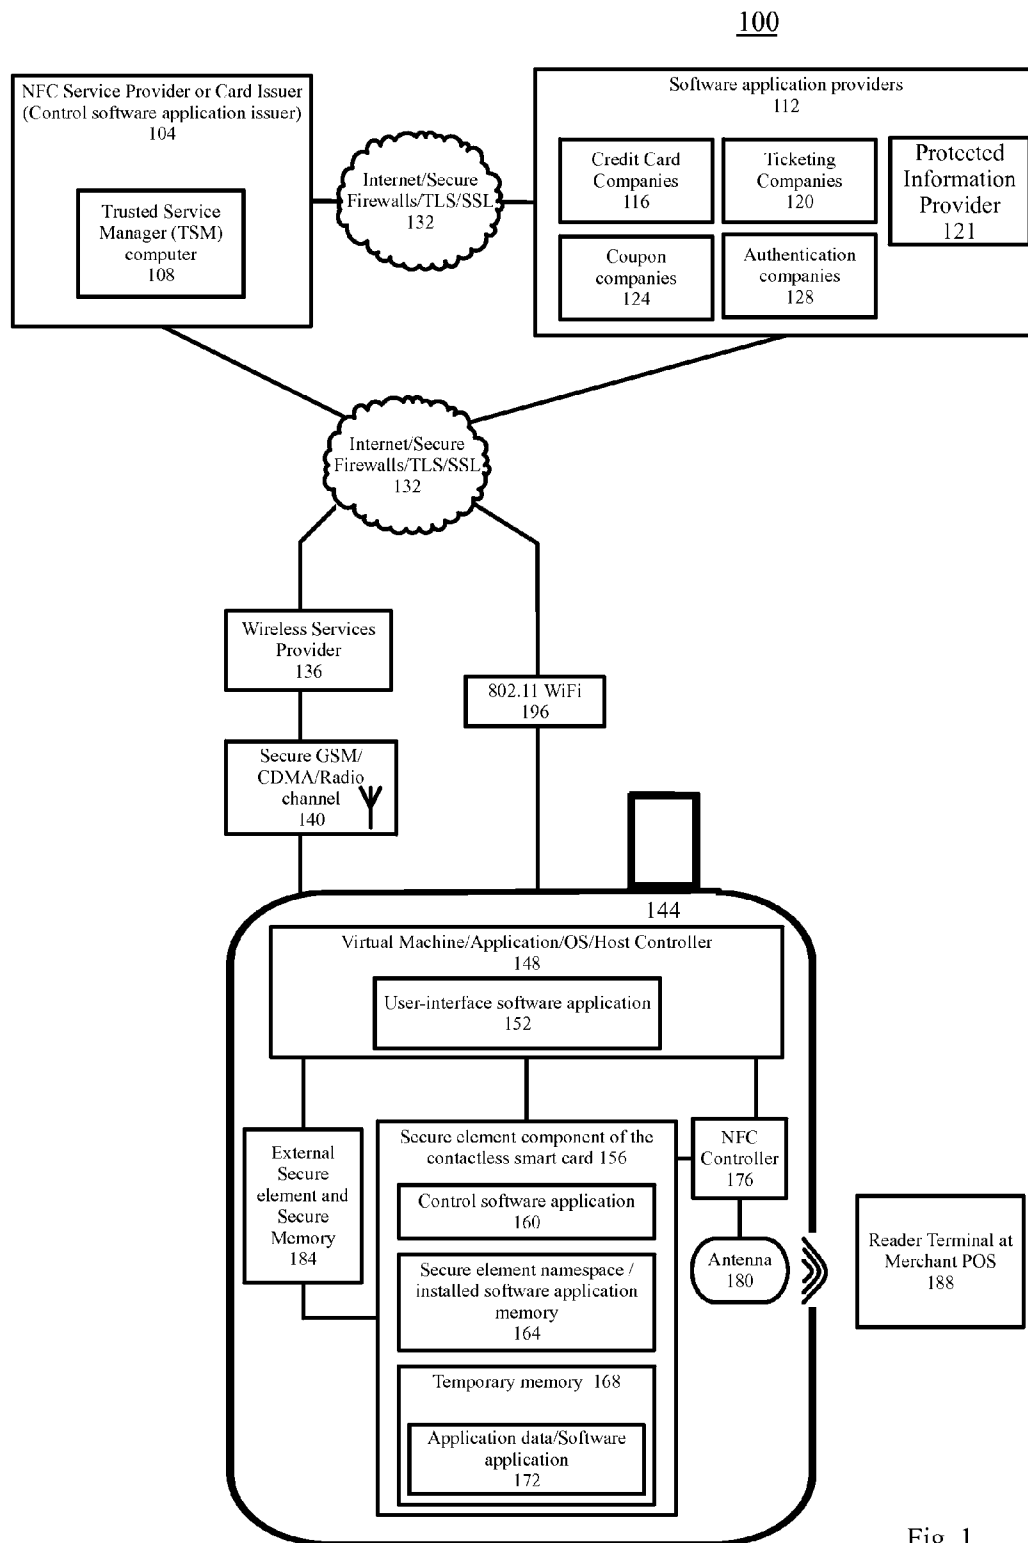 100
NFC Service Provider or Card Issuer
(Control software application issuer)
104
Trusted Service
Manager (TSM)
computer
108
Internet/Secure
Firewalls/TLS/SSL
132
Software application providers
112
Credit Card
Companies
116
Ticketing
Companies
120
Protected
Information
Provider
121
Coupon
companies
124
Authentication
companies
128
Internet/Secure
Firewalls/TLS/SSL
132
Wireless Services
Provider
136
802.11 WiFi
196
Secure GSM/
CDMA/Radio
channel
140
144
Virtual Machine/Application/OS/Host Controller
148
User-interface software application
152
External
Secure
element and
Secure
Memory
184
Secure element component of the
contactless smart card 156
Control software application
160
Secure element namespace /
installed software application
memory
164
Temporary memory 168
Application data/Software
application
172
NFC
Controller
176
Antenna
180
Reader Terminal at
Merchant POS
188
Fig. 1